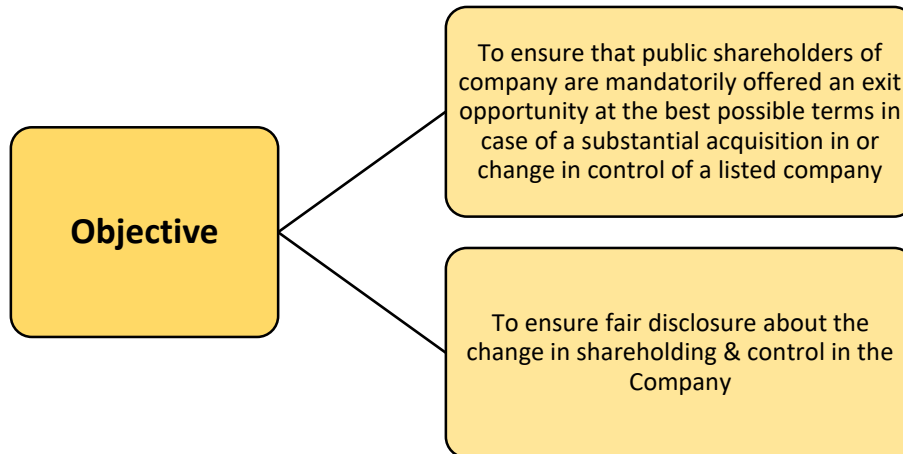 Objective
To ensure that public shareholders of
company are mandatorily offered an exit
opportunity at the best possible terms in
case of a substantial acquisition in or
change in control of a listed company
To ensure fair disclosure about the
change in shareholding & control in the
Company